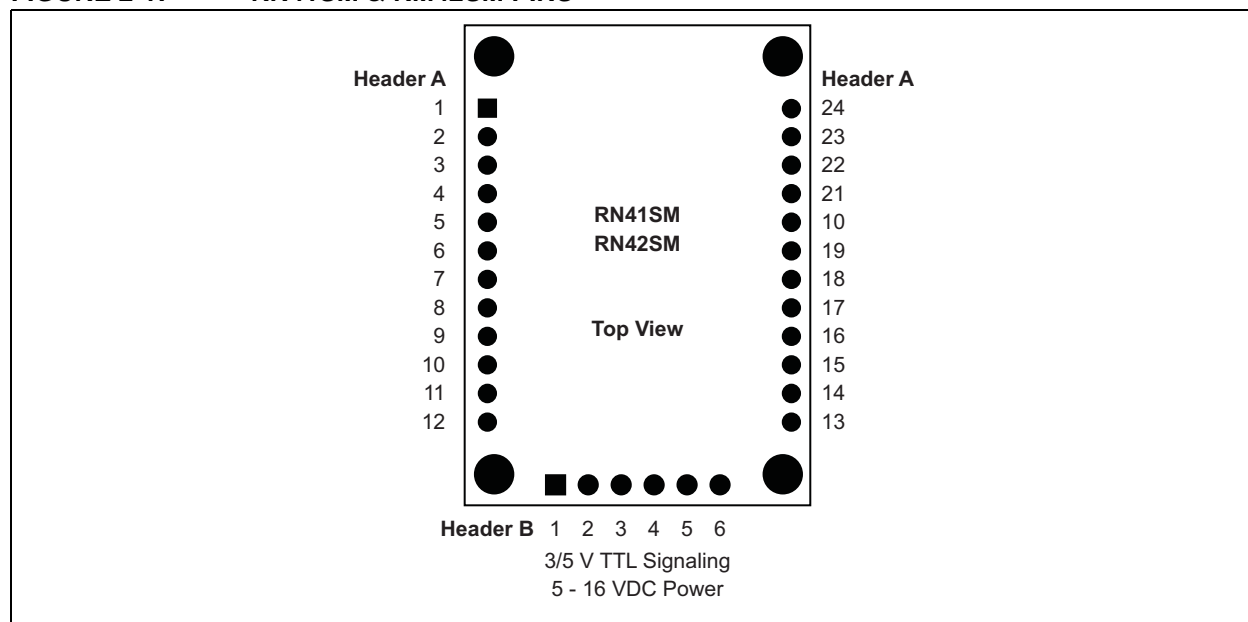 Header A Header A
1 24
2 23
3 22
4 21
5 10
6 19
7 18
8 17
9 16
10 15
11 14
12 13
RN41SM
RN42SM
Top View
Header B 1 2 3 4 5 6
3/5 V TTL Signaling
5 - 16 VDC Power